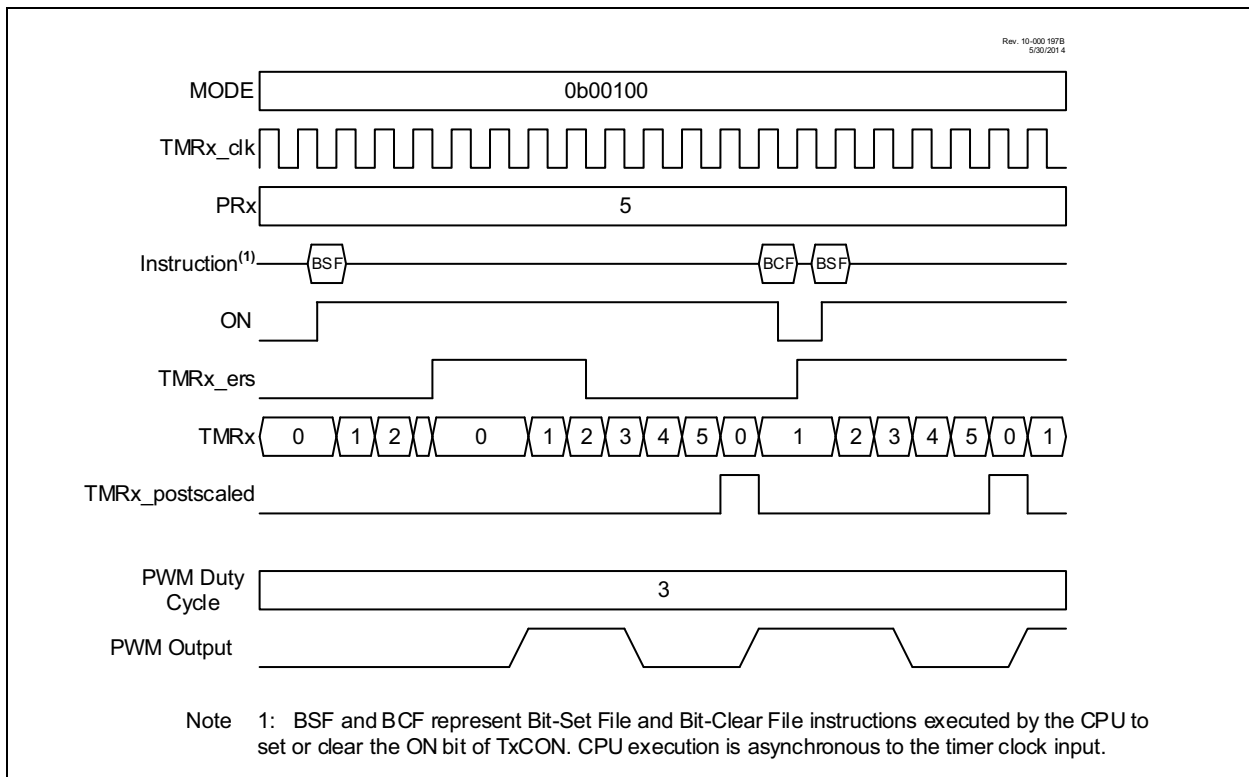 Rev. 10-000 197B
5/30/201 4
MODE 0b00100
TMRx_clk
PRx 5
Instruction(1) BSF BCF BSF
ON
TMRx_ers
TMRx 0 1 2 0 1 2 3 4 5 0 1 2 3 4 5 0 1
TMRx_postscaled
PWM Duty
Cycle 3
PWM Output
Note 1: BSF and BCF represent Bit-Set File and Bit-Clear File instructions executed by the CPU to
set or clear the ON bit of TxCON. CPU execution is asynchronous to the timer clock input.